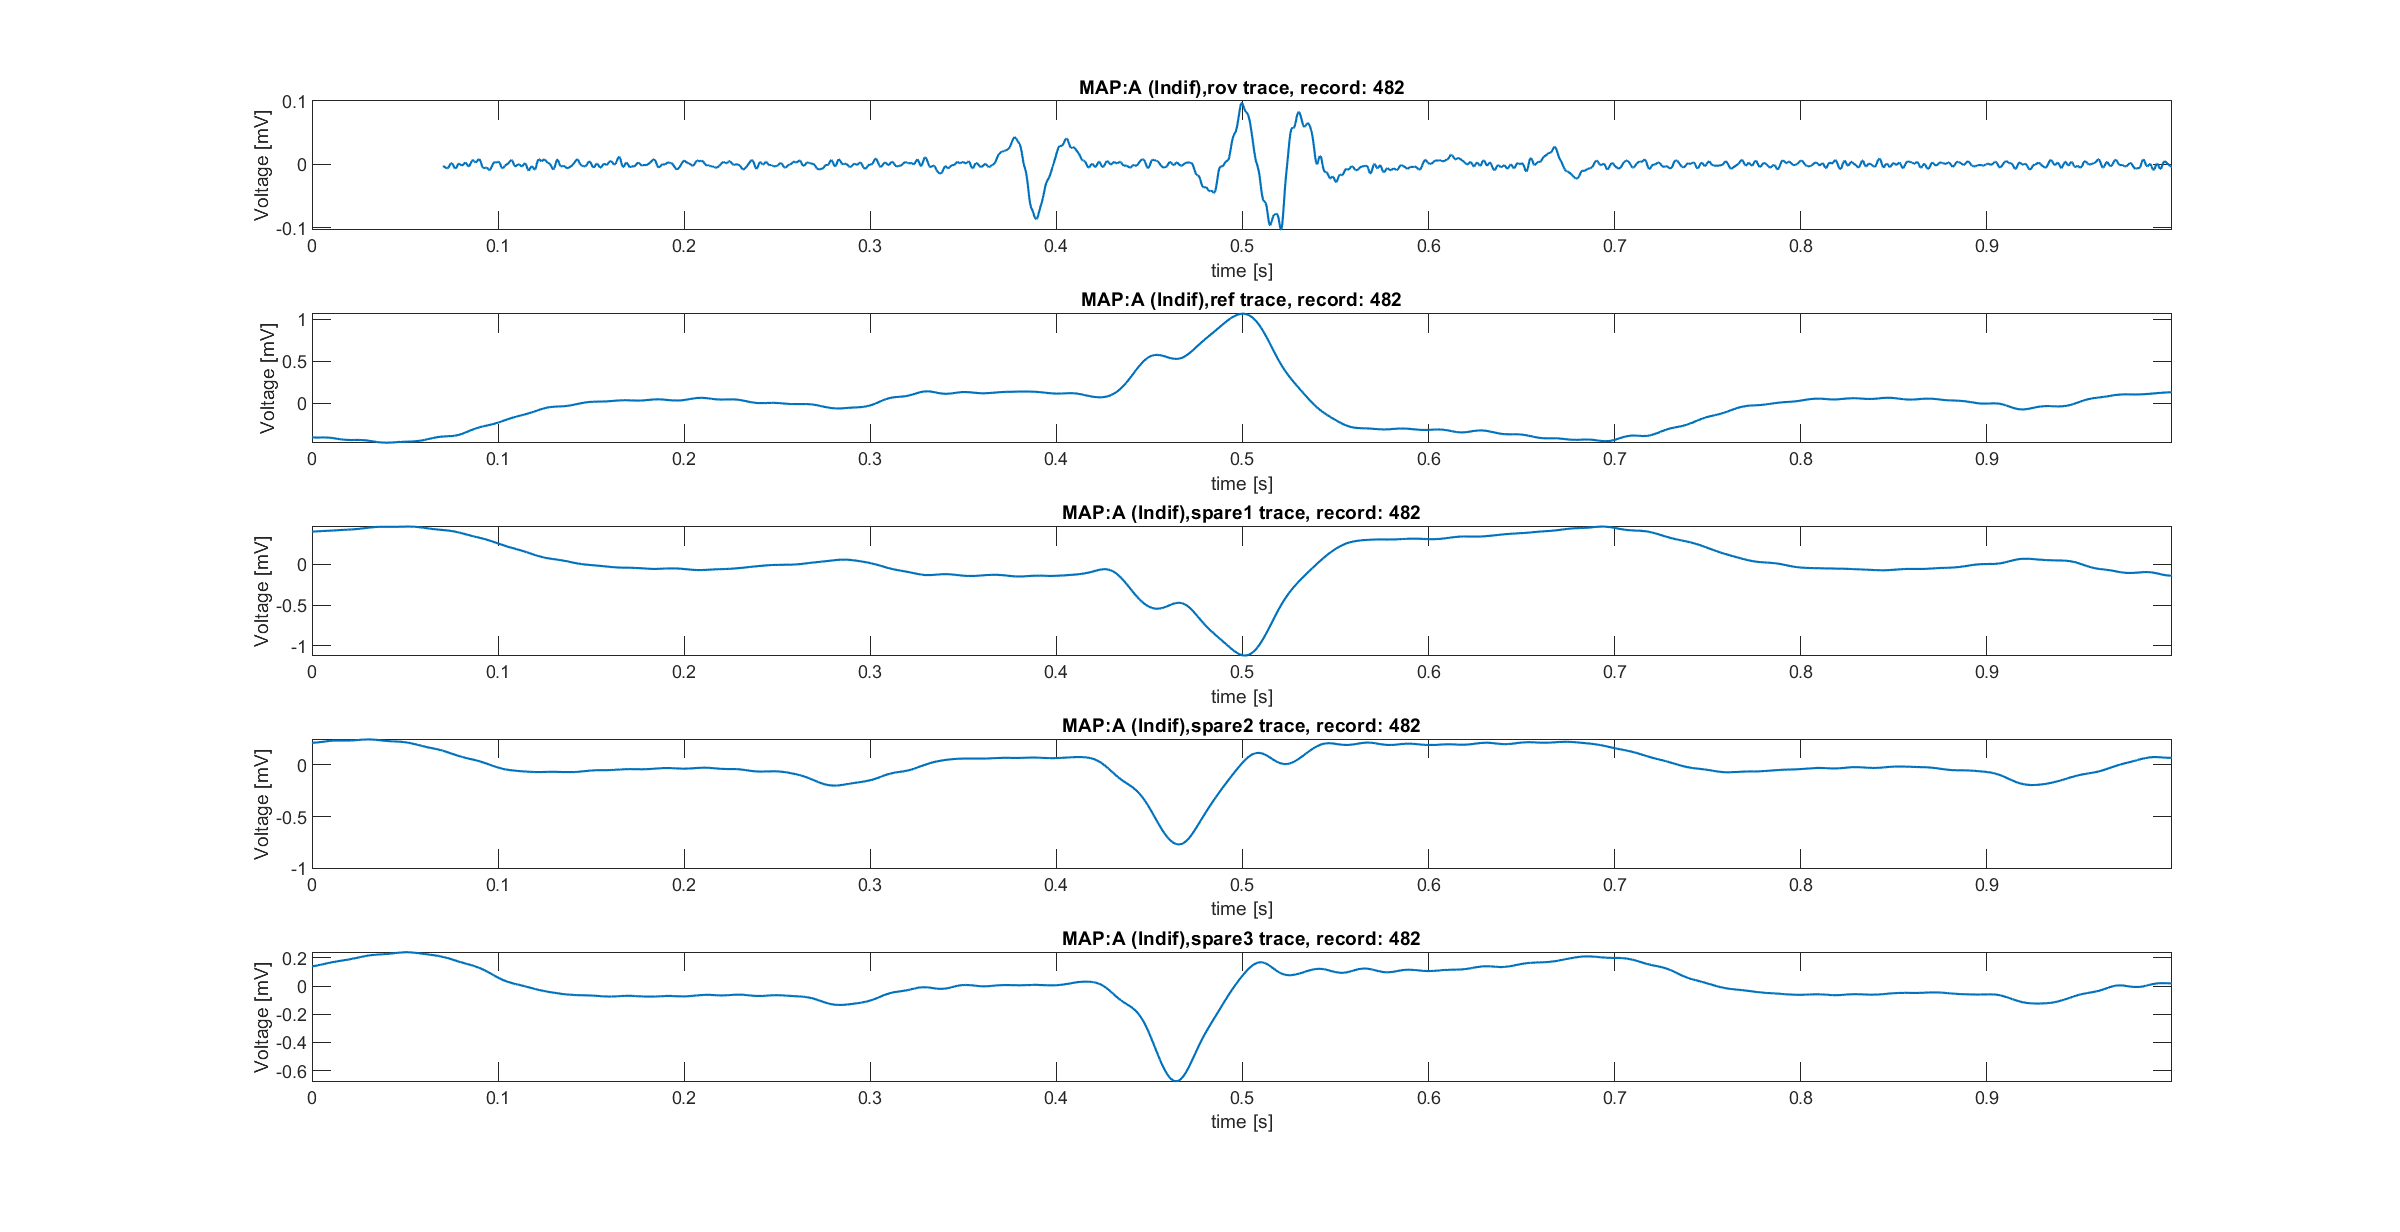 MAP:A (Indif),rov trace, record: 482
Voltage [mV]
0.1
0
-0.1
0 0.1 0.2 0.3 0.4 0.5 0.6 0.7 0.8 0.9
time [s]
MAP:A (Indif),ref trace, record: 482
Voltage [mV]
1
0.5
0
0 0.1 0.2 0.3 0.4 0.5 0.6 0.7 0.8 0.9
time [s]
MAP:A (Indif),spare1 trace, record: 482
Voltage [mV]
0
-0.5
-1
0 0.1 0.2 0.3 0.4 0.5 0.6 0.7 0.8 0.9
time [s]
MAP:A (Indif),spare2 trace, record: 482
Voltage [mV]
0
-0.5
-1
0 0.1 0.2 0.3 0.4 0.5 0.6 0.7 0.8 0.9
time [s]
MAP:A (Indif),spare3 trace, record: 482
Voltage [mV]
0.2
0
-0.2
-0.4
-0.6
0 0.1 0.2 0.3 0.4 0.5 0.6 0.7 0.8 0.9
time [s]